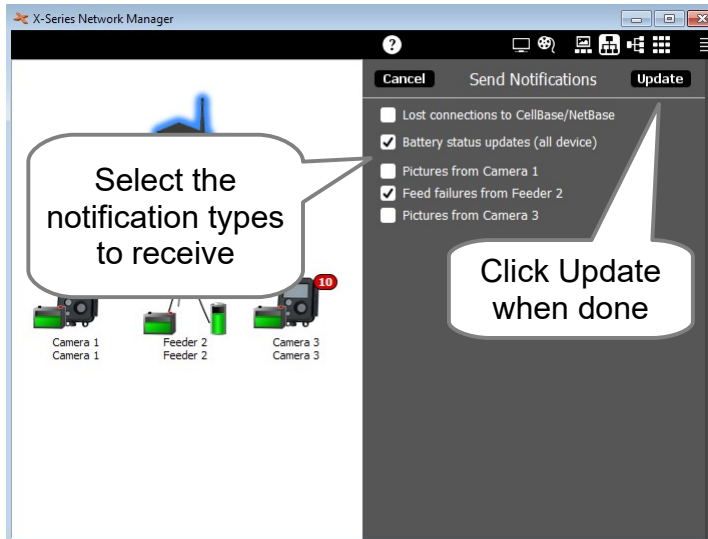 X-Series Network Manager
?
Cancel Send Notifications Update
Lost connections to CellBase/NetBase
Battery status updates (all device)
Pictures from Camera 1
Feed failures from Feeder 2
Pictures from Camera 3
Select the
notification types
to receive
Click Update
when done
10
Camera 1 Feeder 2 Camera 3
Camera 1 Feeder 2 Camera 3